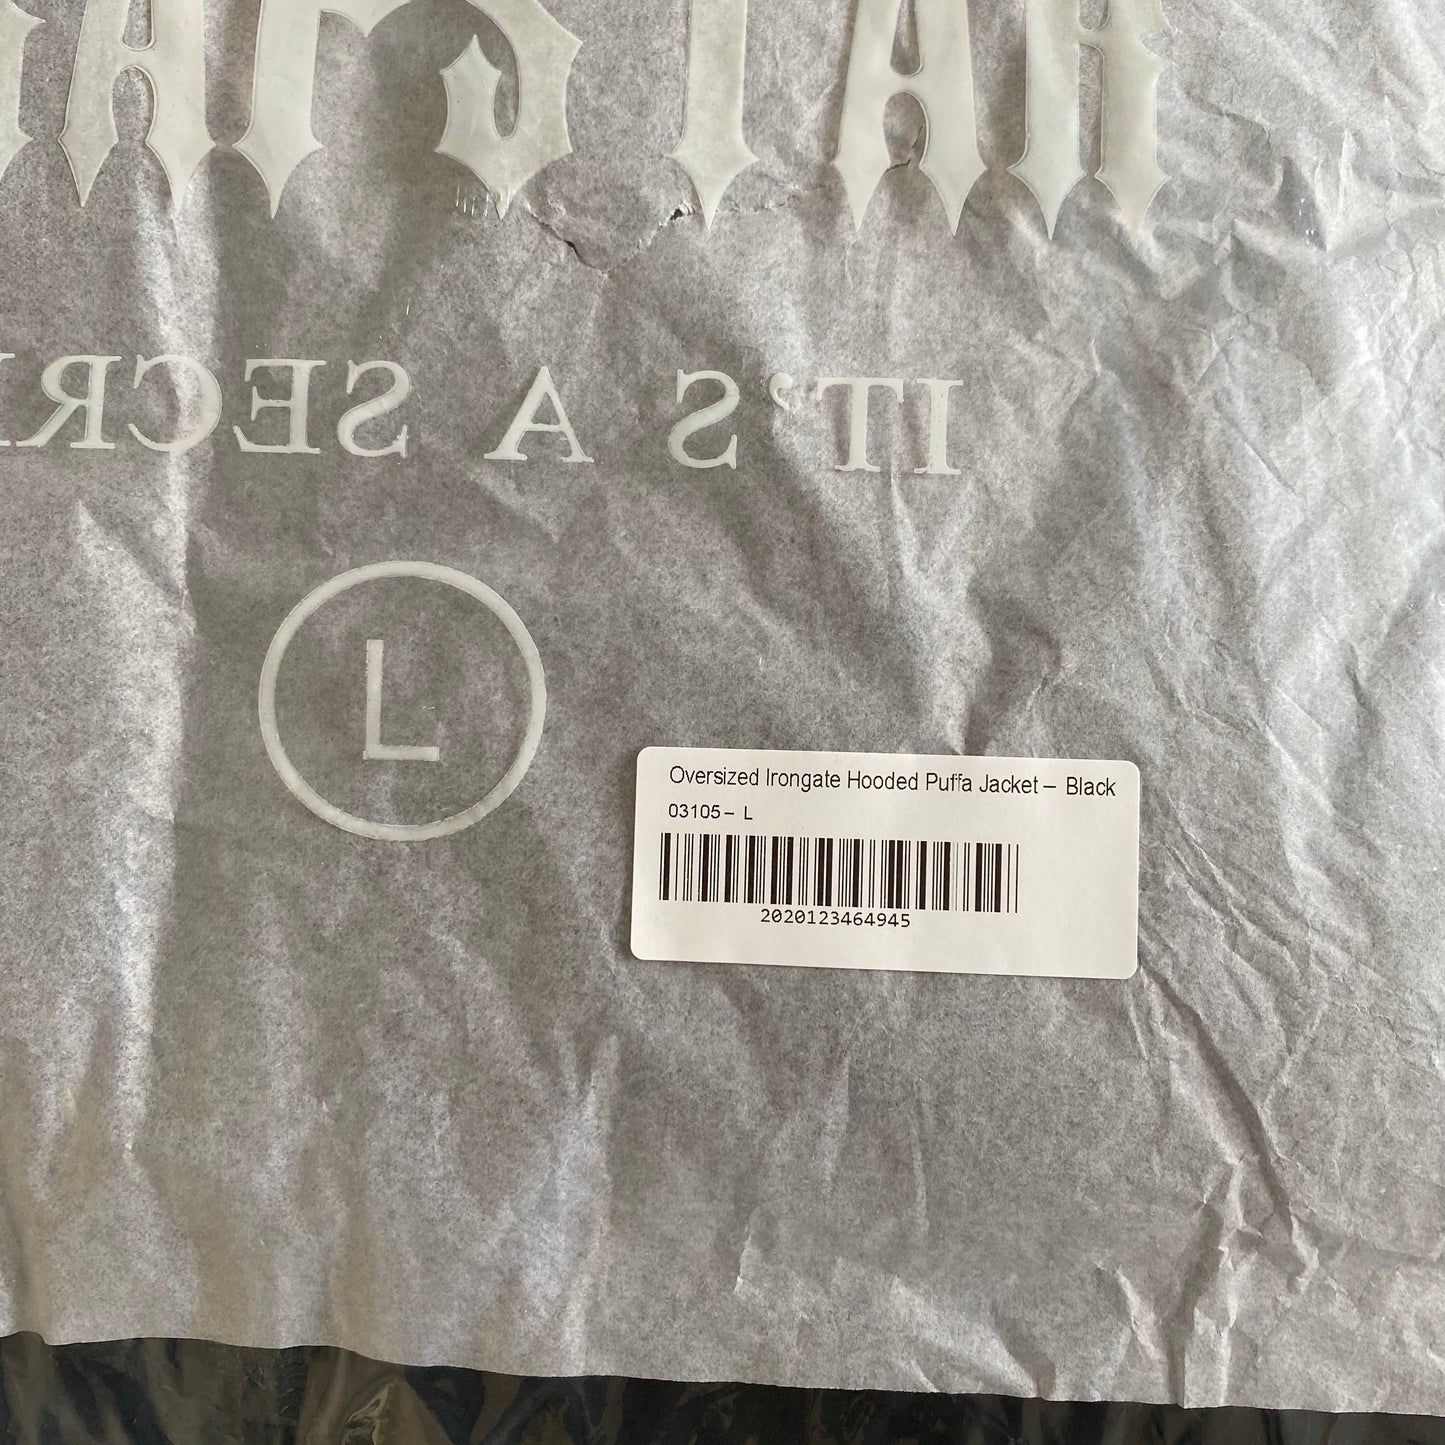 IT'S A SECR
L
Oversized Irongate Hooded Puffa Jacket – Black
03105 – L
2020123464945